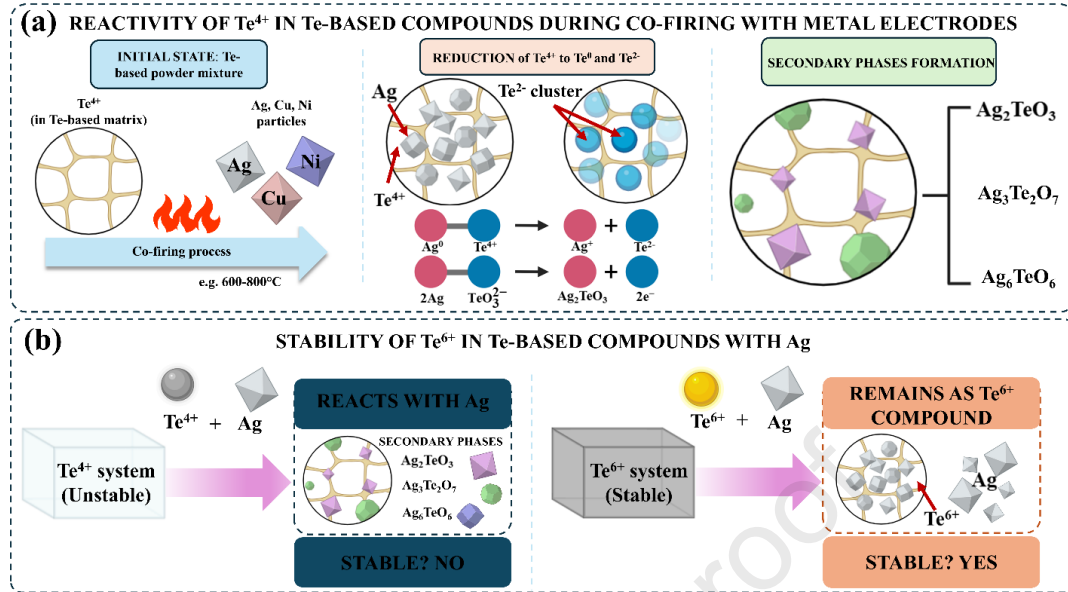 (a) REACTIVITY OF Te⁴⁺ IN Te-BASED COMPOUNDS DURING CO-FIRING WITH METAL ELECTRODES
INITIAL STATE: Te-
based powder mixture
Te⁴⁺
(in Te-based matrix)
Ag, Cu, Ni
particles
Ag
Ni
Cu
Co-firing process
e.g. 600-800°C
REDUCTION of Te⁴⁺ to Te⁰ and Te²⁻
Ag
Te²⁻ cluster
Te⁴⁺
+
Ag⁰ Te⁴⁺ Ag⁺ Te²⁻
+
2Ag TeO₃²⁻ Ag₂TeO₃ 2e⁻
SECONDARY PHASES FORMATION
Ag₂TeO₃
Ag₃Te₂O₇
Ag₆TeO₆
(b) STABILITY OF Te⁶⁺ IN Te-BASED COMPOUNDS WITH Ag
Te⁴⁺ + Ag
Te⁴⁺ system
(Unstable)
REACTS WITH Ag
SECONDARY PHASES
Ag₂TeO₃
Ag₃Te₂O₇
Ag₆TeO₆
STABLE? NO
Te⁶⁺ + Ag
Te⁶⁺ system
(Stable)
REMAINS AS Te⁶⁺
COMPOUND
Ag
Te⁶⁺
STABLE? YES
proof